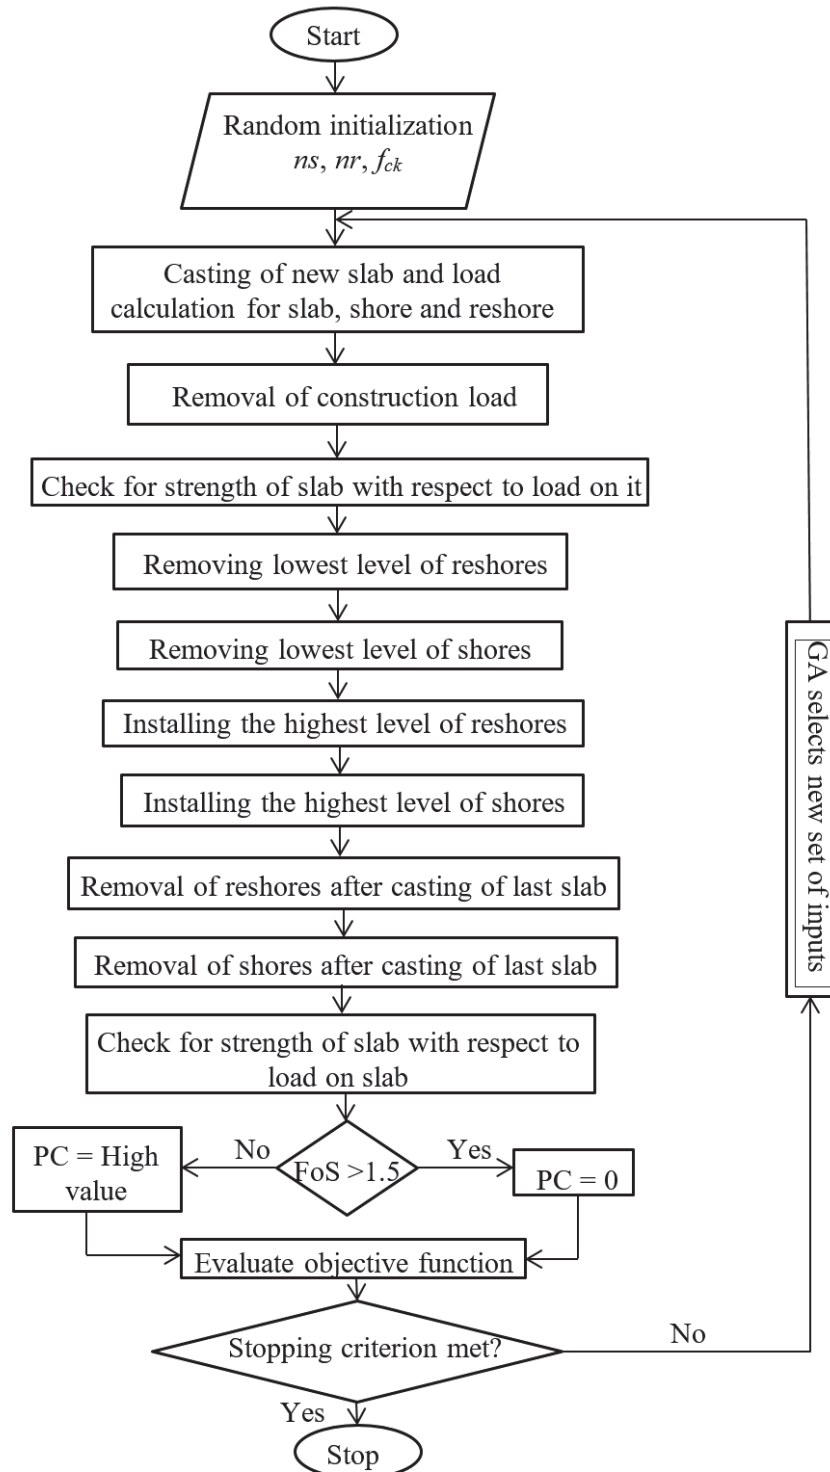 Start
Random initialization
ns, nr, fck
Casting of new slab and load
calculation for slab, shore and reshore
Removal of construction load
Check for strength of slab with respect to load on it
Removing lowest level of reshores
Removing lowest level of shores
Installing the highest level of reshores
Installing the highest level of shores
Removal of reshores after casting of last slab
Removal of shores after casting of last slab
Check for strength of slab with respect to
load on slab
No
Yes
PC = High
value
FoS >1.5
PC = 0
Evaluate objective function
Stopping criterion met?
No
Yes
Stop
GA selects new set of inputs